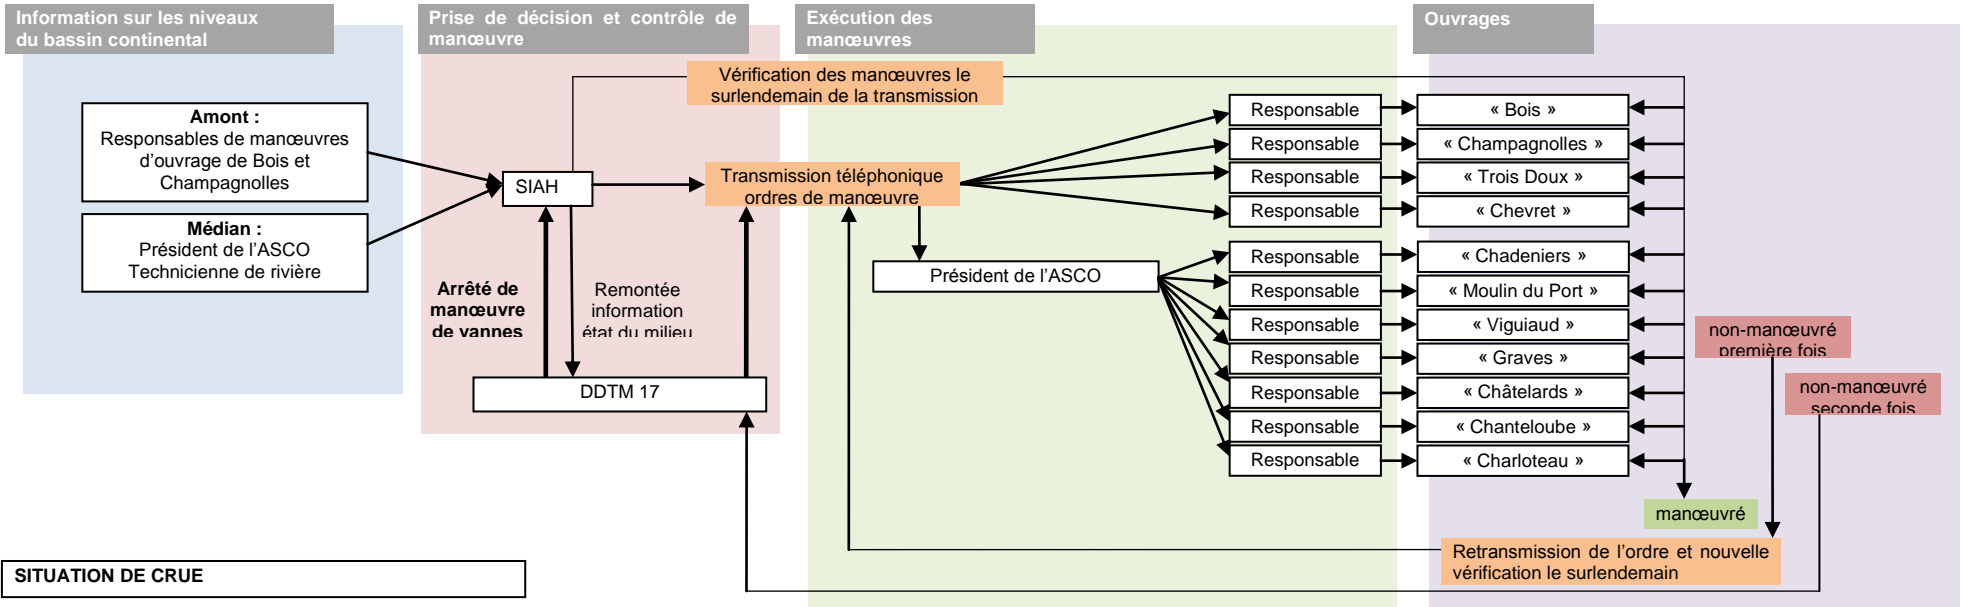 Information sur les niveaux
du bassin continental
Prise de décision et contrôle de
manœuvre
Exécution des
manœuvres
Ouvrages
Vérification des manœuvres le
surlendemain de la transmission
Amont :
Responsables de manœuvres
d'ouvrage de Bois et
Champagnolles
Médian :
Président de l'ASCO
Technicienne de rivière
SIAH
Transmission téléphonique
ordres de manœuvre
Arrêté de
manœuvre
de vannes
Remontée
information
état du milieu
DDTM 17
Président de l'ASCO
Responsable
« Bois »
Responsable
« Champagnolles »
Responsable
« Trois Doux »
Responsable
« Chevret »
Responsable
« Chadeniers »
Responsable
« Moulin du Port »
Responsable
« Viguiaud »
Responsable
« Graves »
Responsable
« Châtelards »
Responsable
« Chanteloube »
Responsable
« Charloteau »
non-manœuvré
première fois
non-manœuvré
seconde fois
manœuvré
Retransmission de l'ordre et nouvelle
vérification le surlendemain
SITUATION DE CRUE